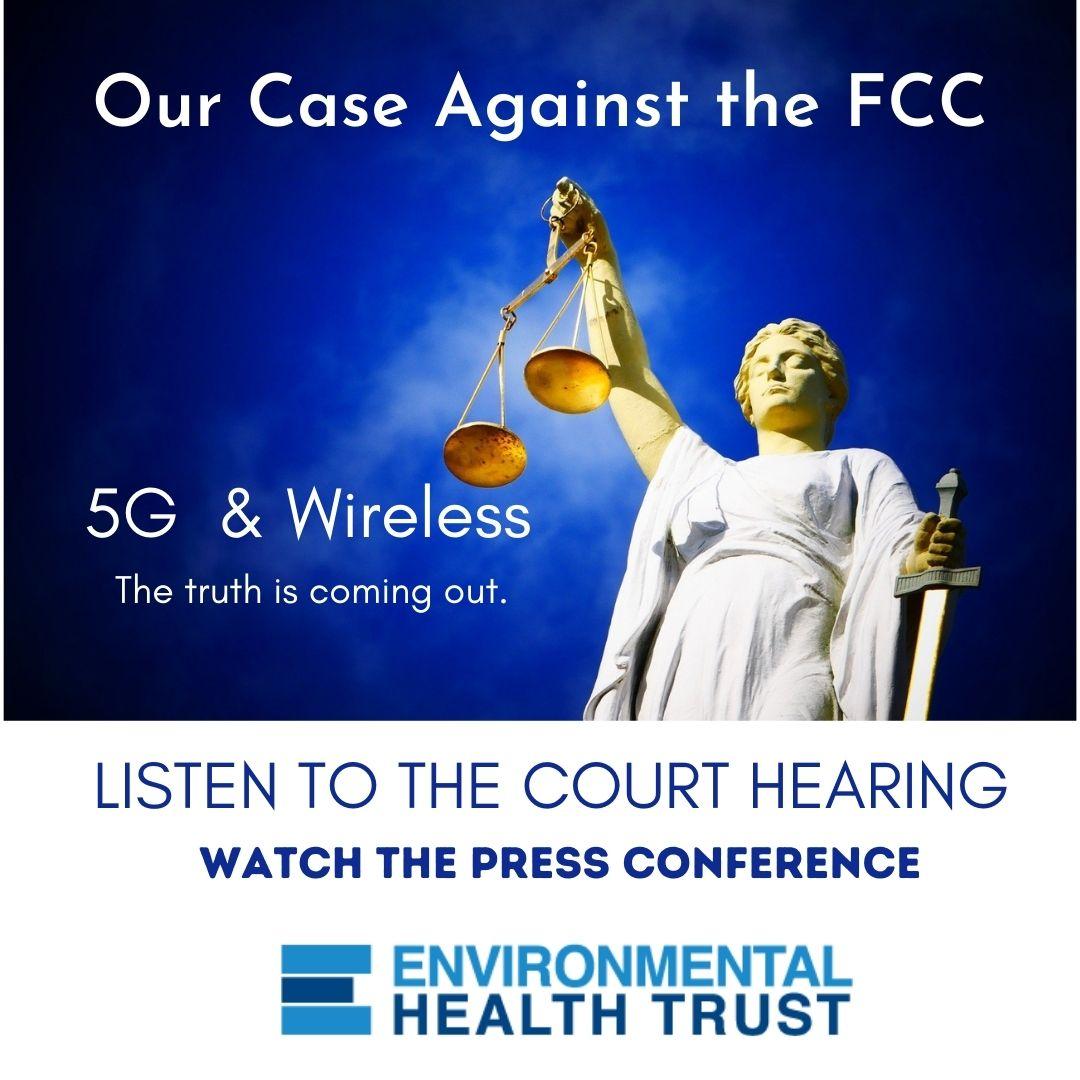 Our Case Against the FCC
5G & Wireless
The truth is coming out.
LISTEN TO THE COURT HEARING
WATCH THE PRESS CONFERENCE
ENVIRONMENTAL
HEALTH TRUST